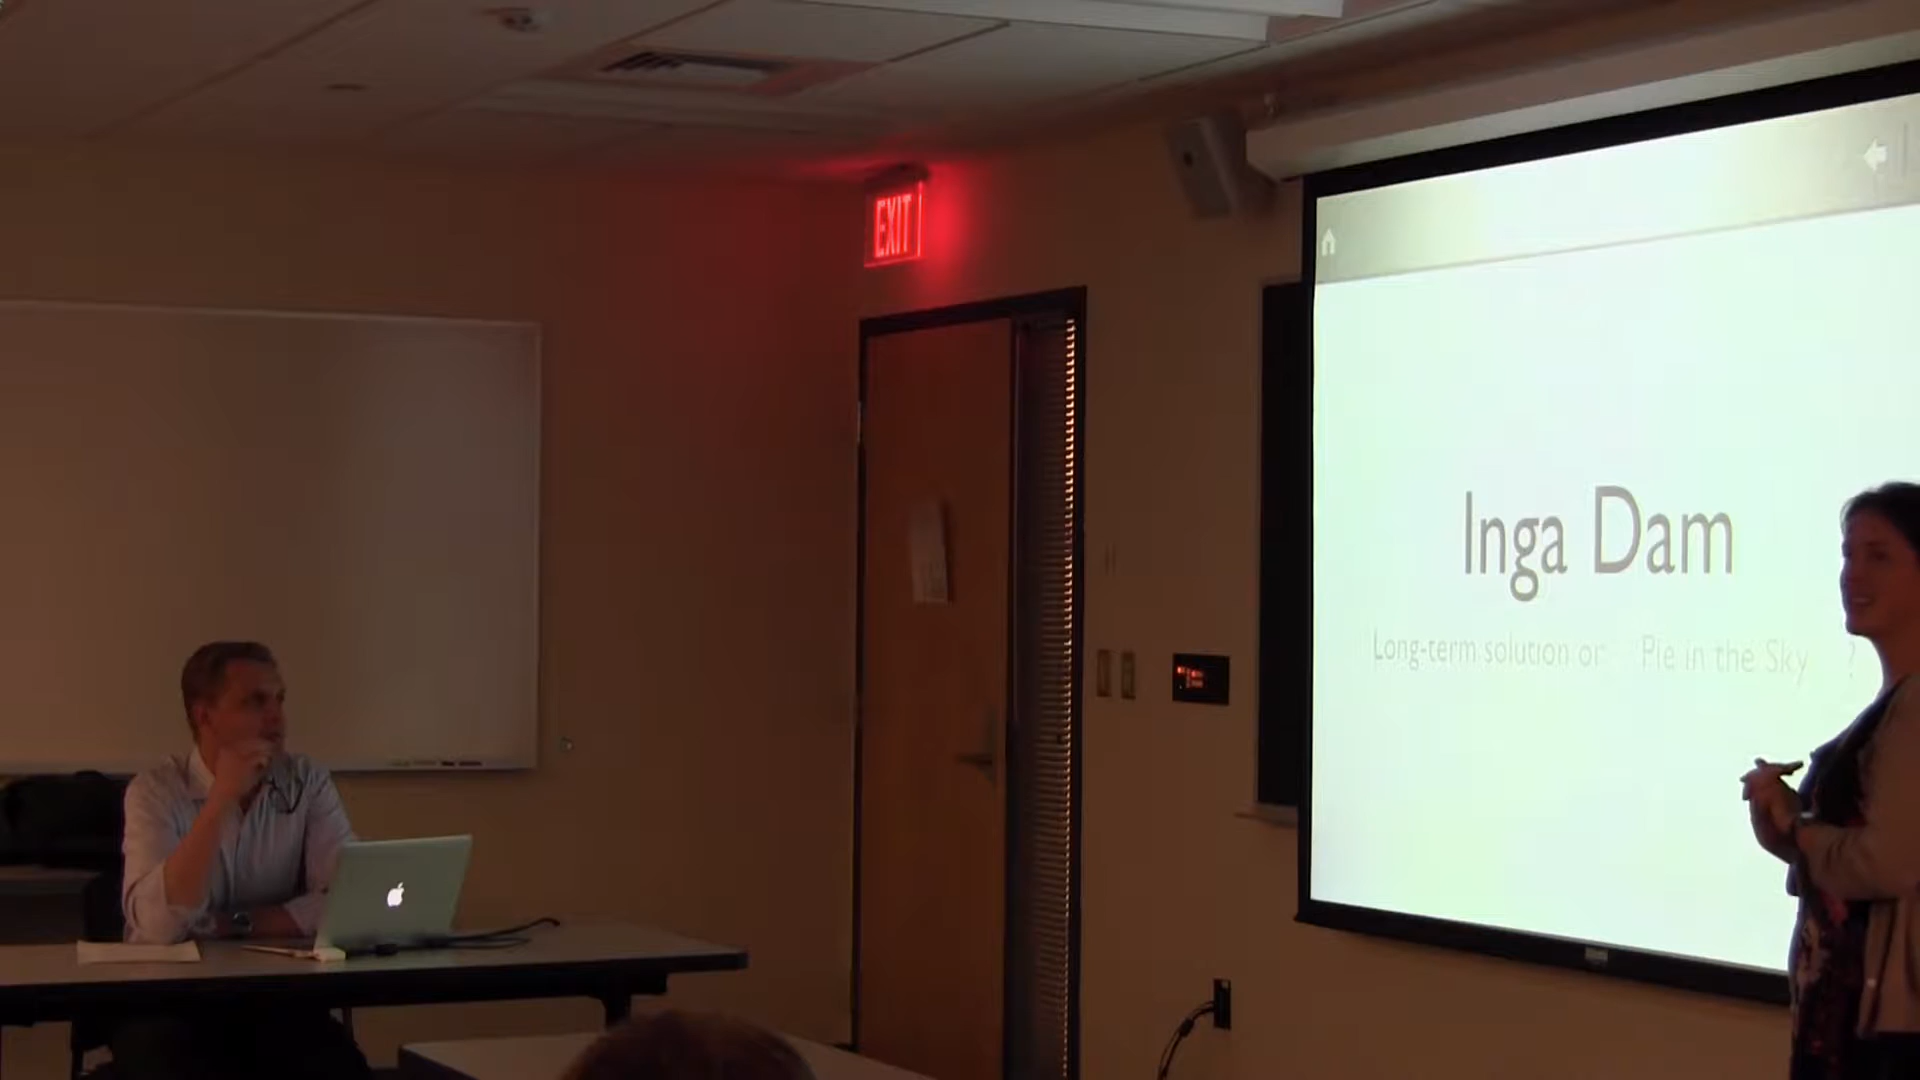 EXIT
Inga Dam
Long-term solution or Pie in the Sky ?